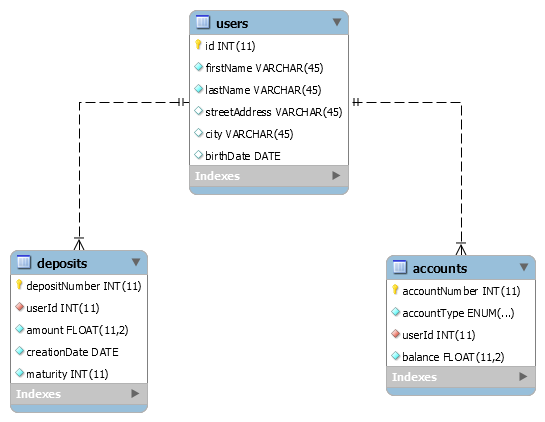 users
id INT(11)
firstName VARCHAR(45)
lastName VARCHAR(45)
streetAddress VARCHAR(45)
city VARCHAR(45)
birthDate DATE
Indexes
deposits
depositNumber INT(11)
userId INT(11)
amount FLOAT(11,2)
creationDate DATE
maturity INT(11)
Indexes
accounts
accountNumber INT(11)
accountType ENUM(...)
userId INT(11)
balance FLOAT(11,2)
Indexes